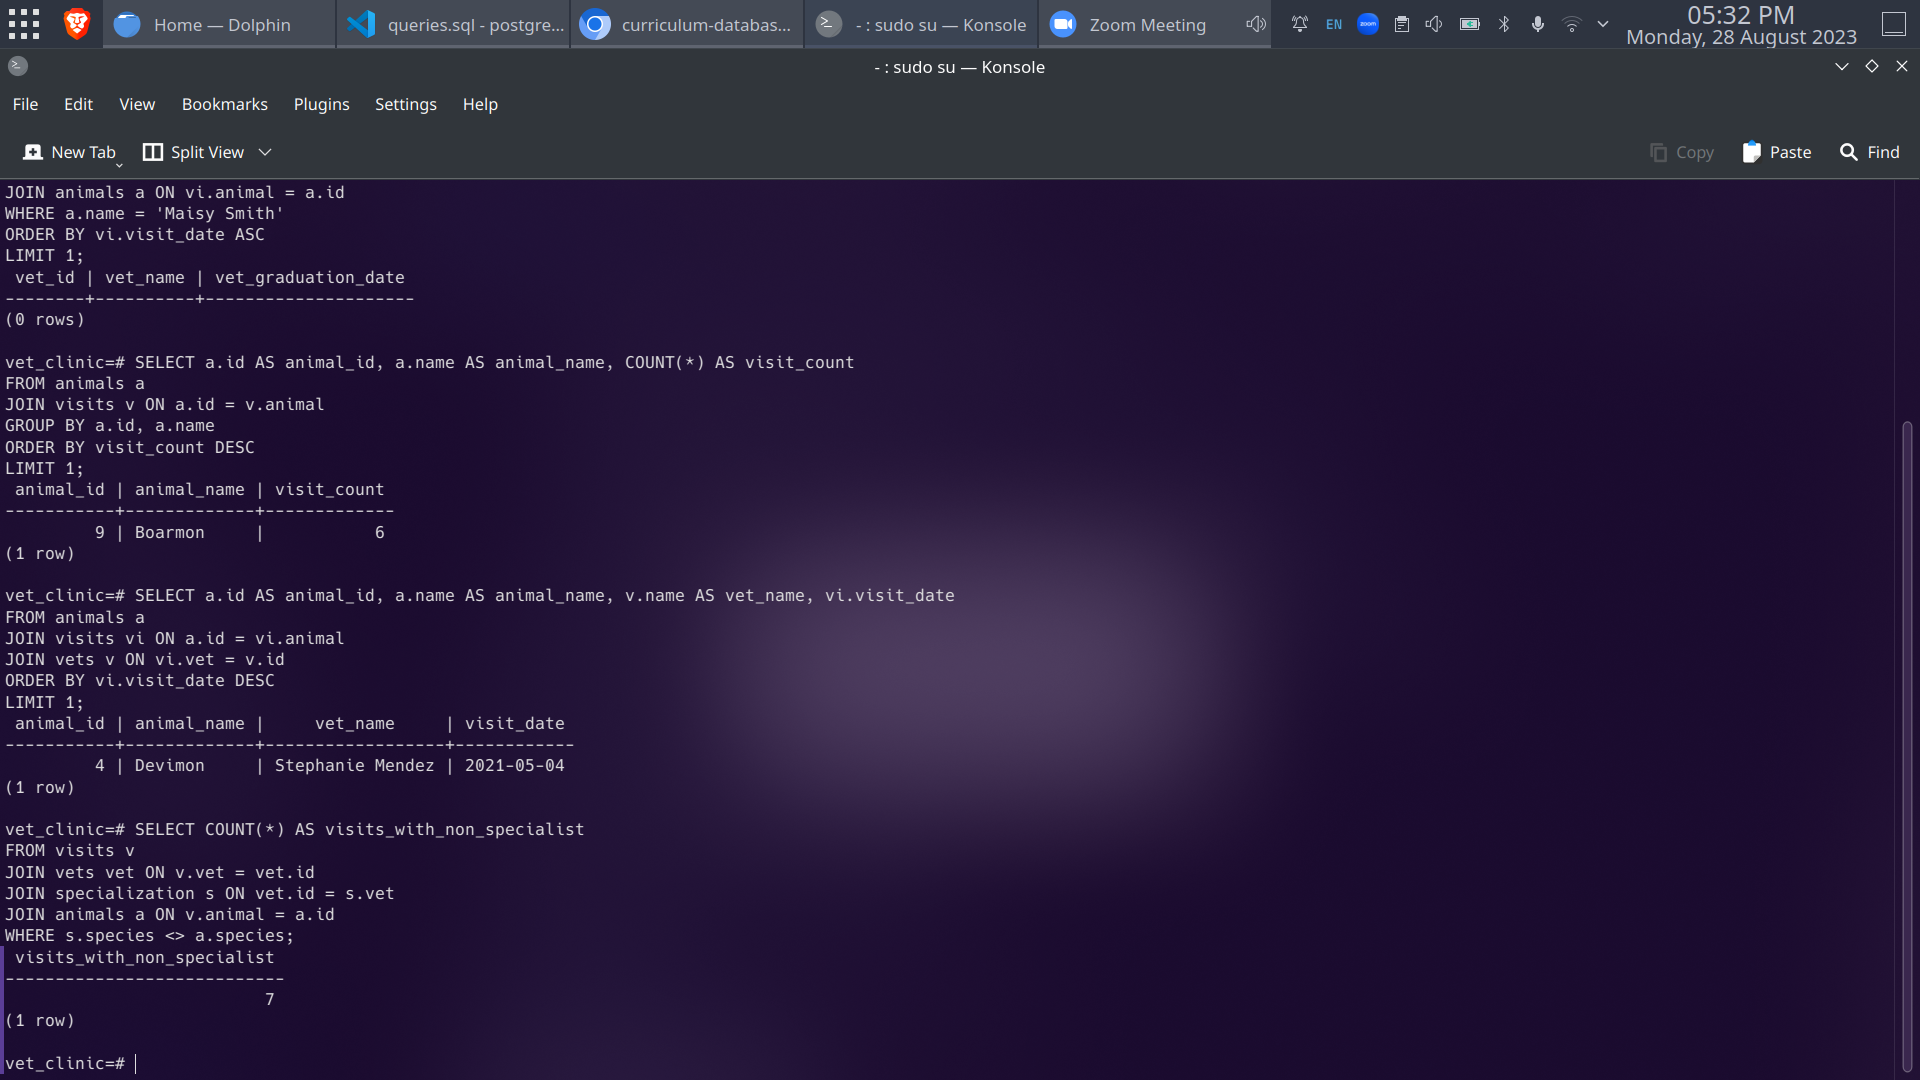 Home — Dolphin
queries.sql - postgre...
curriculum-databas...
- : sudo su — Konsole
Zoom Meeting
EN
zoom
05:32 PM
Monday, 28 August 2023
- : sudo su — Konsole
File Edit View Bookmarks Plugins Settings Help
New Tab Split View Copy Paste Find
JOIN animals a ON vi.animal = a.id
WHERE a.name = 'Maisy Smith'
ORDER BY vi.visit_date ASC
LIMIT 1;
 vet_id | vet_name | vet_graduation_date
--------+----------+---------------------
(0 rows)
vet_clinic=# SELECT a.id AS animal_id, a.name AS animal_name, COUNT(*) AS visit_count
FROM animals a
JOIN visits v ON a.id = v.animal
GROUP BY a.id, a.name
ORDER BY visit_count DESC
LIMIT 1;
 animal_id | animal_name | visit_count
-----------+-------------+-------------
         9 | Boarmon     |           6
(1 row)
vet_clinic=# SELECT a.id AS animal_id, a.name AS animal_name, v.name AS vet_name, vi.visit_date
FROM animals a
JOIN visits vi ON a.id = vi.animal
JOIN vets v ON vi.vet = v.id
ORDER BY vi.visit_date DESC
LIMIT 1;
 animal_id | animal_name |     vet_name     | visit_date
-----------+-------------+------------------+------------
         4 | Devimon     | Stephanie Mendez | 2021-05-04
(1 row)
vet_clinic=# SELECT COUNT(*) AS visits_with_non_specialist
FROM visits v
JOIN vets vet ON v.vet = vet.id
JOIN specialization s ON vet.id = s.vet
JOIN animals a ON v.animal = a.id
WHERE s.species <> a.species;
 visits_with_non_specialist
----------------------------
                          7
(1 row)
vet_clinic=#